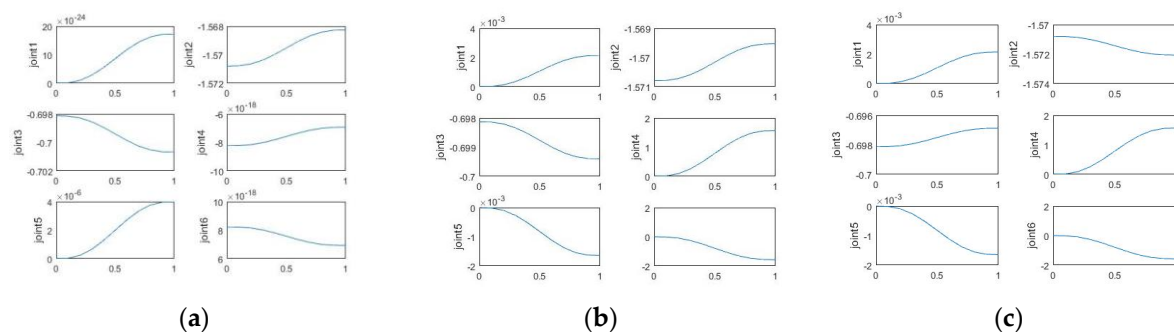 ×10⁻²⁴
20
10
0
joint1
0 0.5 1
-1.568
-1.57
-1.572
joint2
0 0.5 1
-0.698
-0.7
-0.702
joint3
0 0.5 1
×10⁻¹⁸
-6
-8
-10
joint4
0 0.5 1
×10⁻⁶
4
2
0
joint5
0 0.5 1
×10⁻¹⁸
10
8
6
joint6
0 0.5 1
(a)
×10⁻³
4
2
0
joint1
0 0.5 1
-1.569
-1.57
-1.571
joint2
0 0.5 1
-0.698
-0.699
-0.7
joint3
0 0.5 1
2
1
0
joint4
0 0.5 1
×10⁻³
0
-1
-2
joint5
0 0.5 1
2
0
-2
joint6
0 0.5 1
(b)
×10⁻³
4
2
0
joint1
0 0.5 1
-1.57
-1.572
-1.574
joint2
0 0.5 1
-0.696
-0.698
-0.7
joint3
0 0.5 1
2
1
0
joint4
0 0.5 1
×10⁻³
0
-1
-2
joint5
0 0.5 1
2
0
-2
joint6
0 0.5 1
(c)